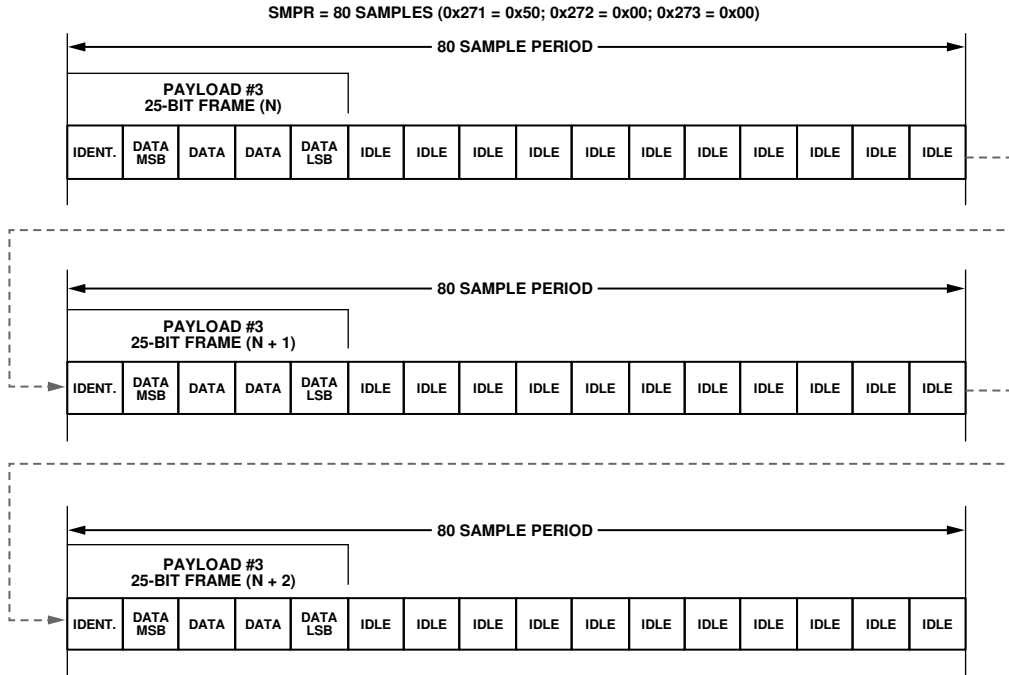 SMPR = 80 SAMPLES (0x271 = 0x50; 0x272 = 0x00; 0x273 = 0x00)
80 SAMPLE PERIOD
PAYLOAD #3
25-BIT FRAME (N)
IDENT. DATA MSB DATA DATA DATA LSB IDLE IDLE IDLE IDLE IDLE IDLE IDLE IDLE IDLE IDLE IDLE
80 SAMPLE PERIOD
PAYLOAD #3
25-BIT FRAME (N + 1)
IDENT. DATA MSB DATA DATA DATA LSB IDLE IDLE IDLE IDLE IDLE IDLE IDLE IDLE IDLE IDLE IDLE
80 SAMPLE PERIOD
PAYLOAD #3
25-BIT FRAME (N + 2)
IDENT. DATA MSB DATA DATA DATA LSB IDLE IDLE IDLE IDLE IDLE IDLE IDLE IDLE IDLE IDLE IDLE